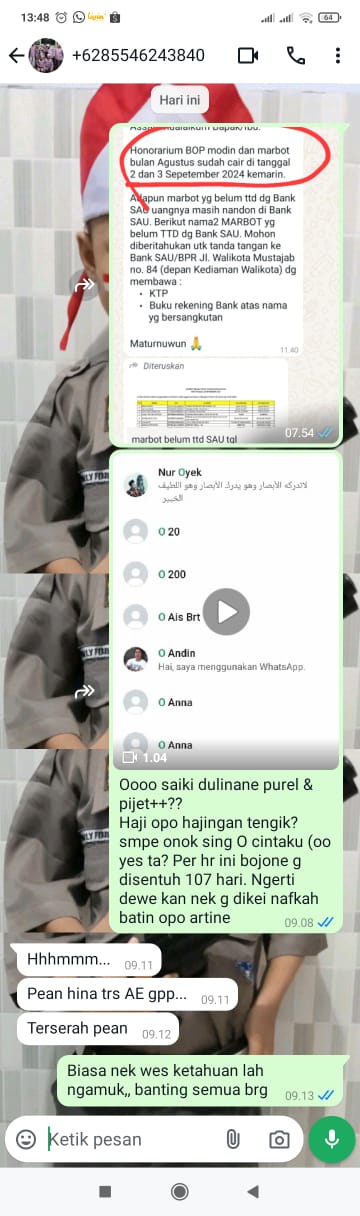 13:48
64
+6285546243840
Hari ini
Honorarium BOP modin dan marbot
bulan Agustus sudah cair di tanggal
2 dan 3 Sepetember 2024 kemarin.
Adapun marbot yg belum ttd dg Bank
SAU uangnya masih nandon di Bank
SAU. Berikut nama2 MARBOT yg
belum TTD dg Bank SAU. Mohon
diberitahukan utk tanda tangan ke
Bank SAU/BPR Jl. Walikota Mustajab
no. 84 (depan Kediaman Walikota) dg
membawa :
• KTP
• Buku rekening Bank atas nama
yg bersangkutan
Maturnuwun 🙏
11.40
Diteruskan
marbot belum ttd SAU tgl
07.54
Nur Oyek
لاتدركه الأبصار وهو يدرك الأبصار وهو اللطيف
الخبير
O 20
O 200
O Ais Brt
O Andin
Hai, saya menggunakan WhatsApp.
O Anna
O Anna
1.04
Oooo saiki dulinane purel &
pijet++??
Haji opo hajingan tengik?
smpe onok sing O cintaku (oo
yes ta? Per hr ini bojone g
disentuh 107 hari. Ngerti
dewe kan nek g dikei nafkah
batin opo artine
09.08
Hhhmmm...
09.11
Pean hina trs AE gpp...
09.11
Terserah pean
09.12
Biasa nek wes ketahuan lah
ngamuk,, banting semua brg
09.13
Ketik pesan